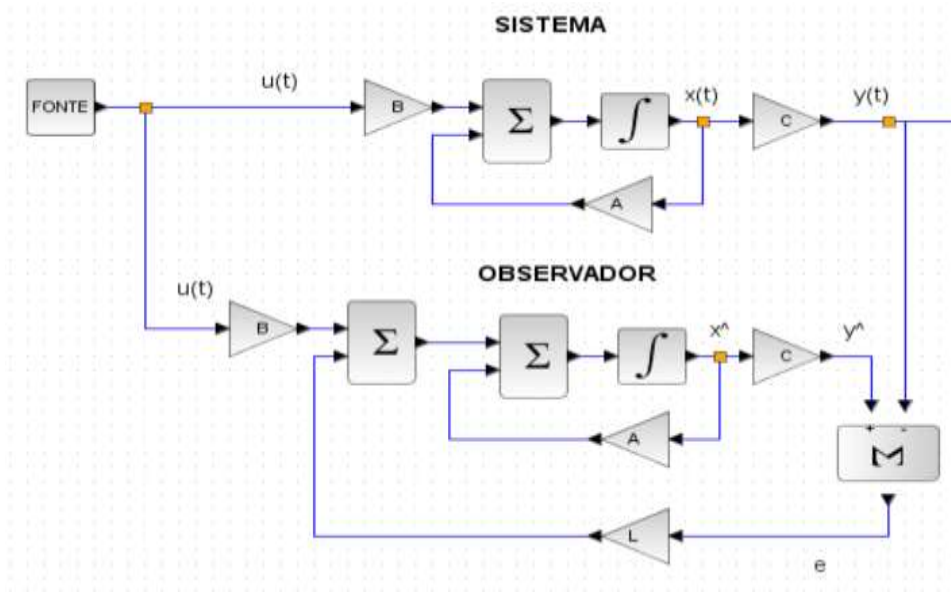 SISTEMA
FONTE
u(t)
B
Σ
∫
x(t)
C
y(t)
A
OBSERVADOR
u(t)
B
Σ
Σ
∫
x^
C
y^
A
+ -
Σ
L
e